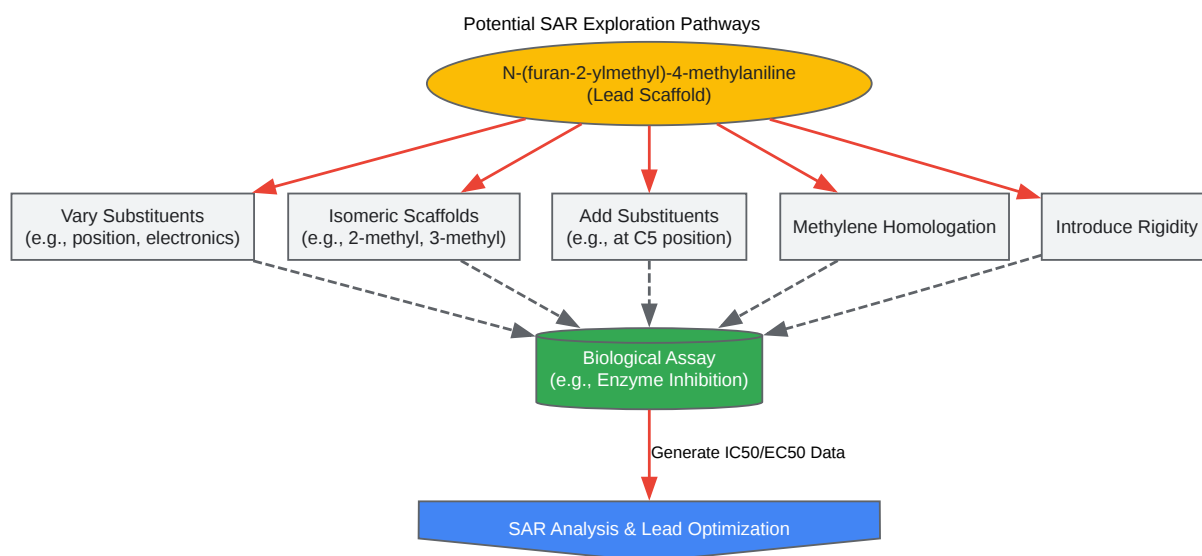 Potential SAR Exploration Pathways
N-(furan-2-ylmethyl)-4-methylaniline
(Lead Scaffold)
Vary Substituents
(e.g., position, electronics)
Isomeric Scaffolds
(e.g., 2-methyl, 3-methyl)
Add Substituents
(e.g., at C5 position)
Methylene Homologation
Introduce Rigidity
Biological Assay
(e.g., Enzyme Inhibition)
Generate IC50/EC50 Data
SAR Analysis & Lead Optimization